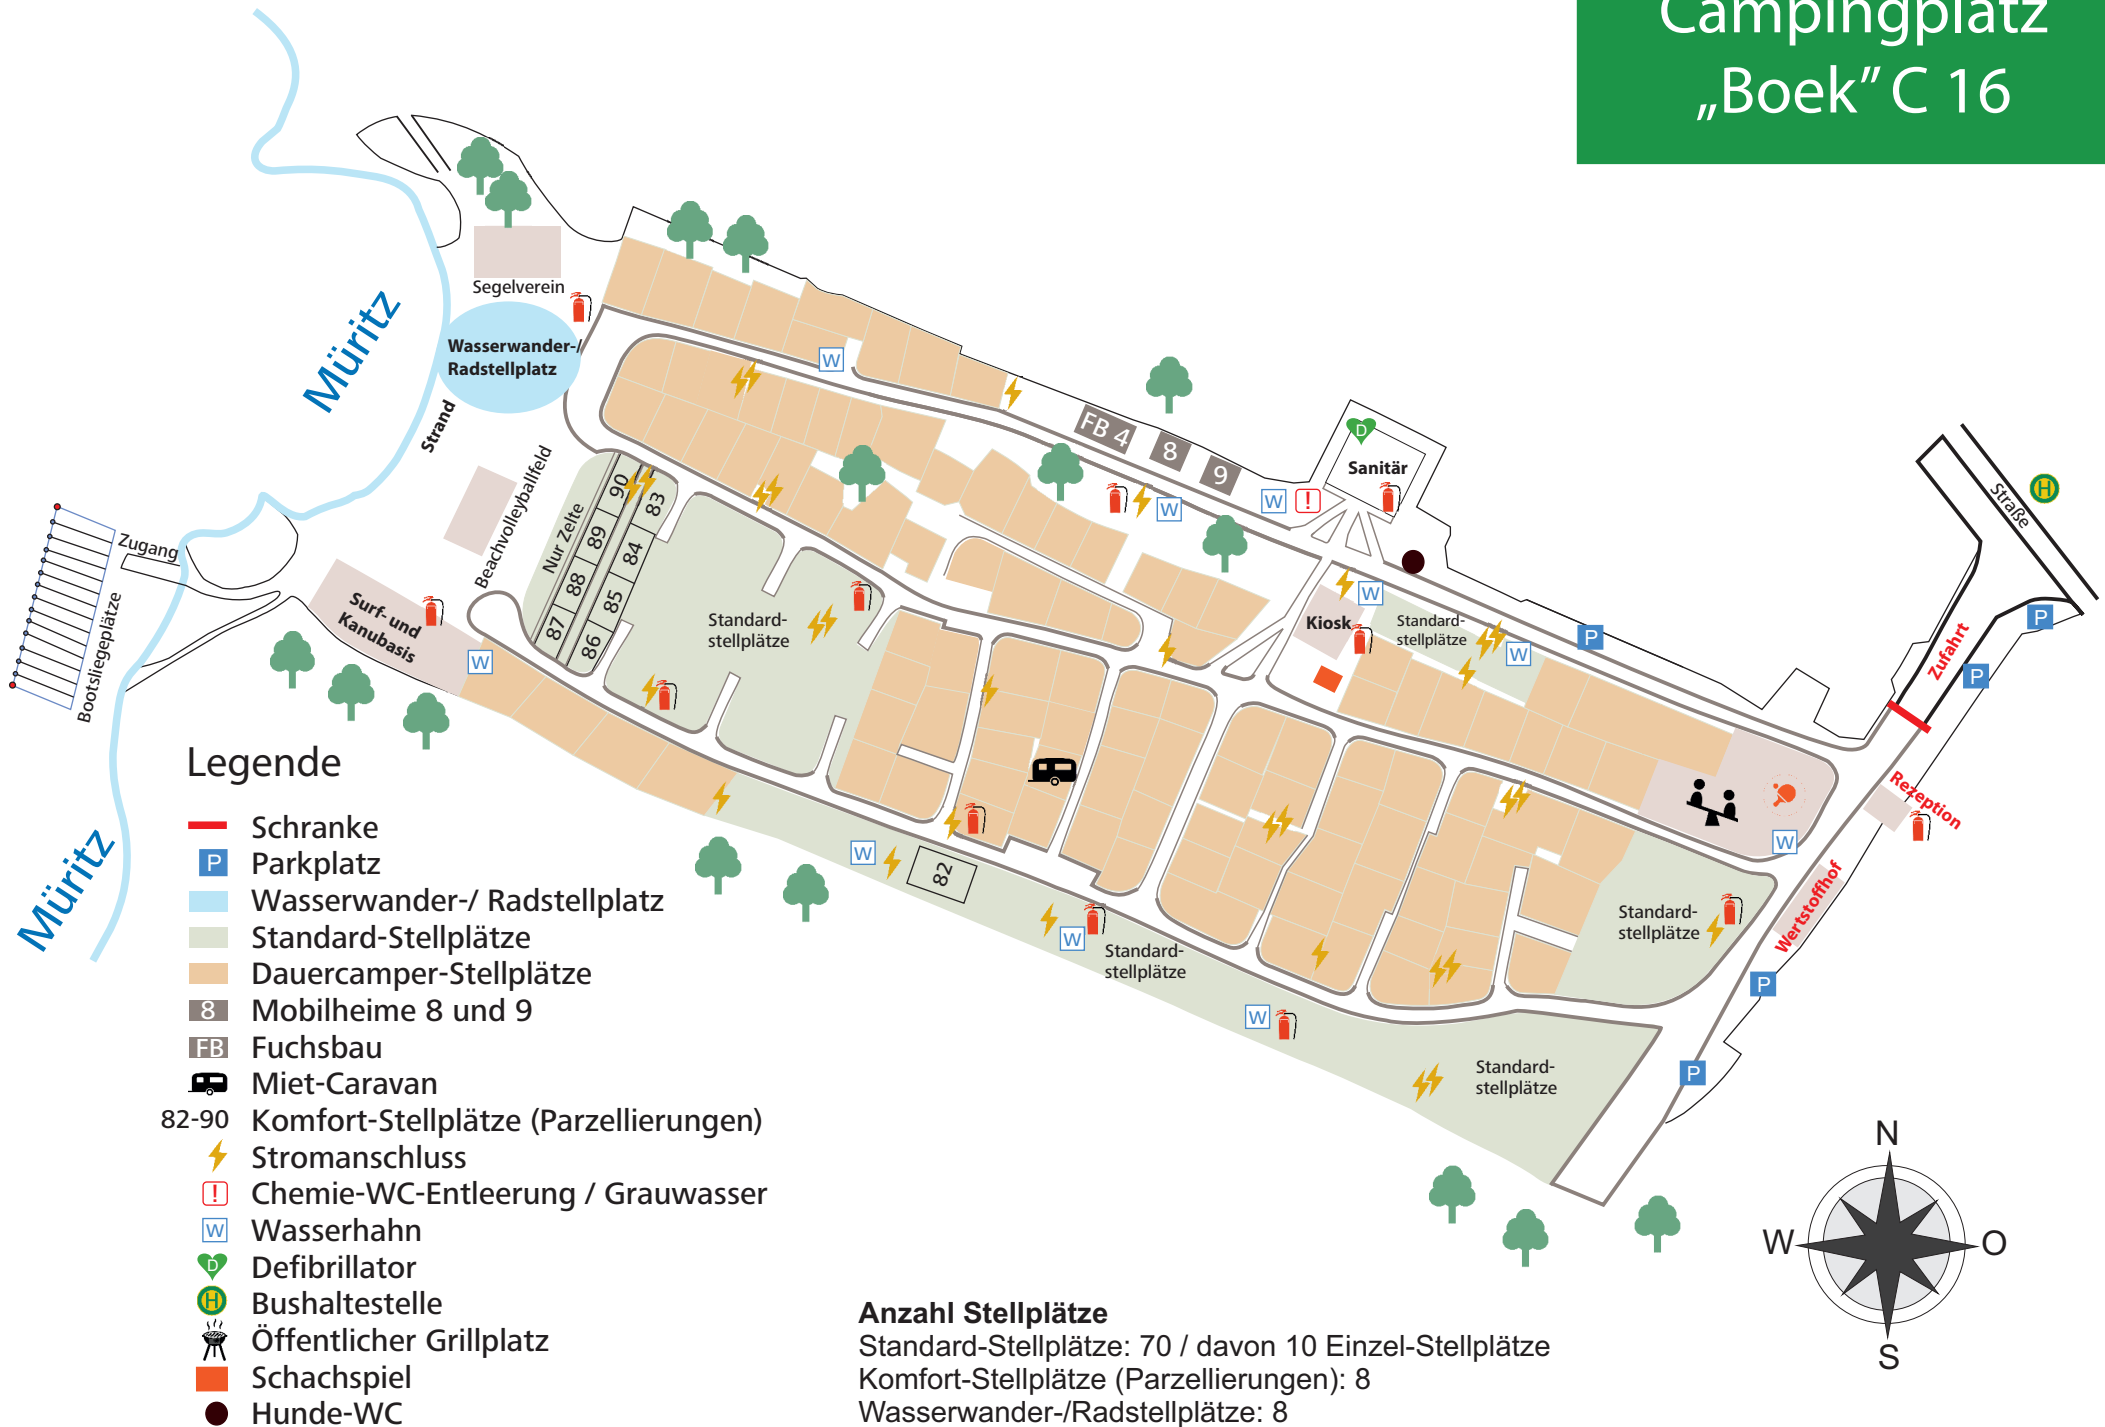 Campingplatz
„Boek" C 16
Segelverein
Müritz
Wasserwander-/
Radstellplatz
W
Strand
FB 4
8
9
D
Sanitär
H
Straße
Beachvolleyballfeld
Nur Zelte
90
83
89
84
88
85
87
86
W
W
!
Zugang
Bootsliegeplätze
Surf- und
Kanubasis
W
Standard-
stellplätze
W
Kiosk
Standard-
stellplätze
W
P
P
P
Zufahrt
Rezeption
W
Wertstoffhof
Müritz
W
82
W
Standard-
stellplätze
Standard-
stellplätze
P
W
Standard-
stellplätze
P
Legende
Schranke
P Parkplatz
Wasserwander-/ Radstellplatz
Standard-Stellplätze
Dauercamper-Stellplätze
8 Mobilheime 8 und 9
FB Fuchsbau
Miet-Caravan
82-90 Komfort-Stellplätze (Parzellierungen)
Stromanschluss
! Chemie-WC-Entleerung / Grauwasser
W Wasserhahn
D Defibrillator
H Bushaltestelle
Öffentlicher Grillplatz
Schachspiel
Hunde-WC
Anzahl Stellplätze
Standard-Stellplätze: 70 / davon 10 Einzel-Stellplätze
Komfort-Stellplätze (Parzellierungen): 8
Wasserwander-/Radstellplätze: 8
N
W
O
S